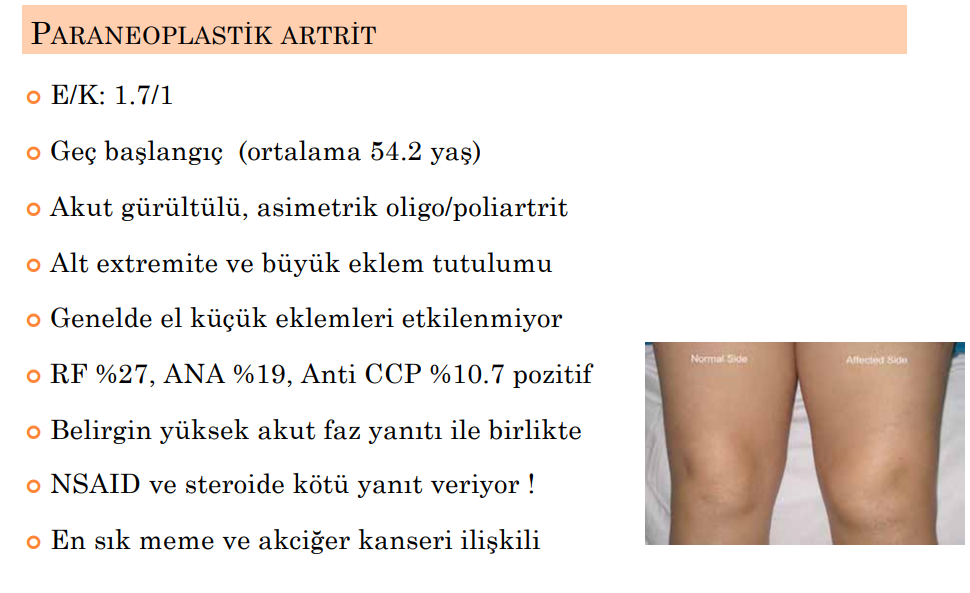 PARANEOPLASTİK ARTRİT
E/K: 1.7/1
Geç başlangıç (ortalama 54.2 yaş)
Akut gürültülü, asimetrik oligo/poliartrit
Alt extremite ve büyük eklem tutulumu
Genelde el küçük eklemleri etkilenmiyor
RF %27, ANA %19, Anti CCP %10.7 pozitif
Belirgin yüksek akut faz yanıtı ile birlikte
NSAID ve steroide kötü yanıt veriyor !
En sık meme ve akciğer kanseri ilişkili
Normal Side
Affected Side